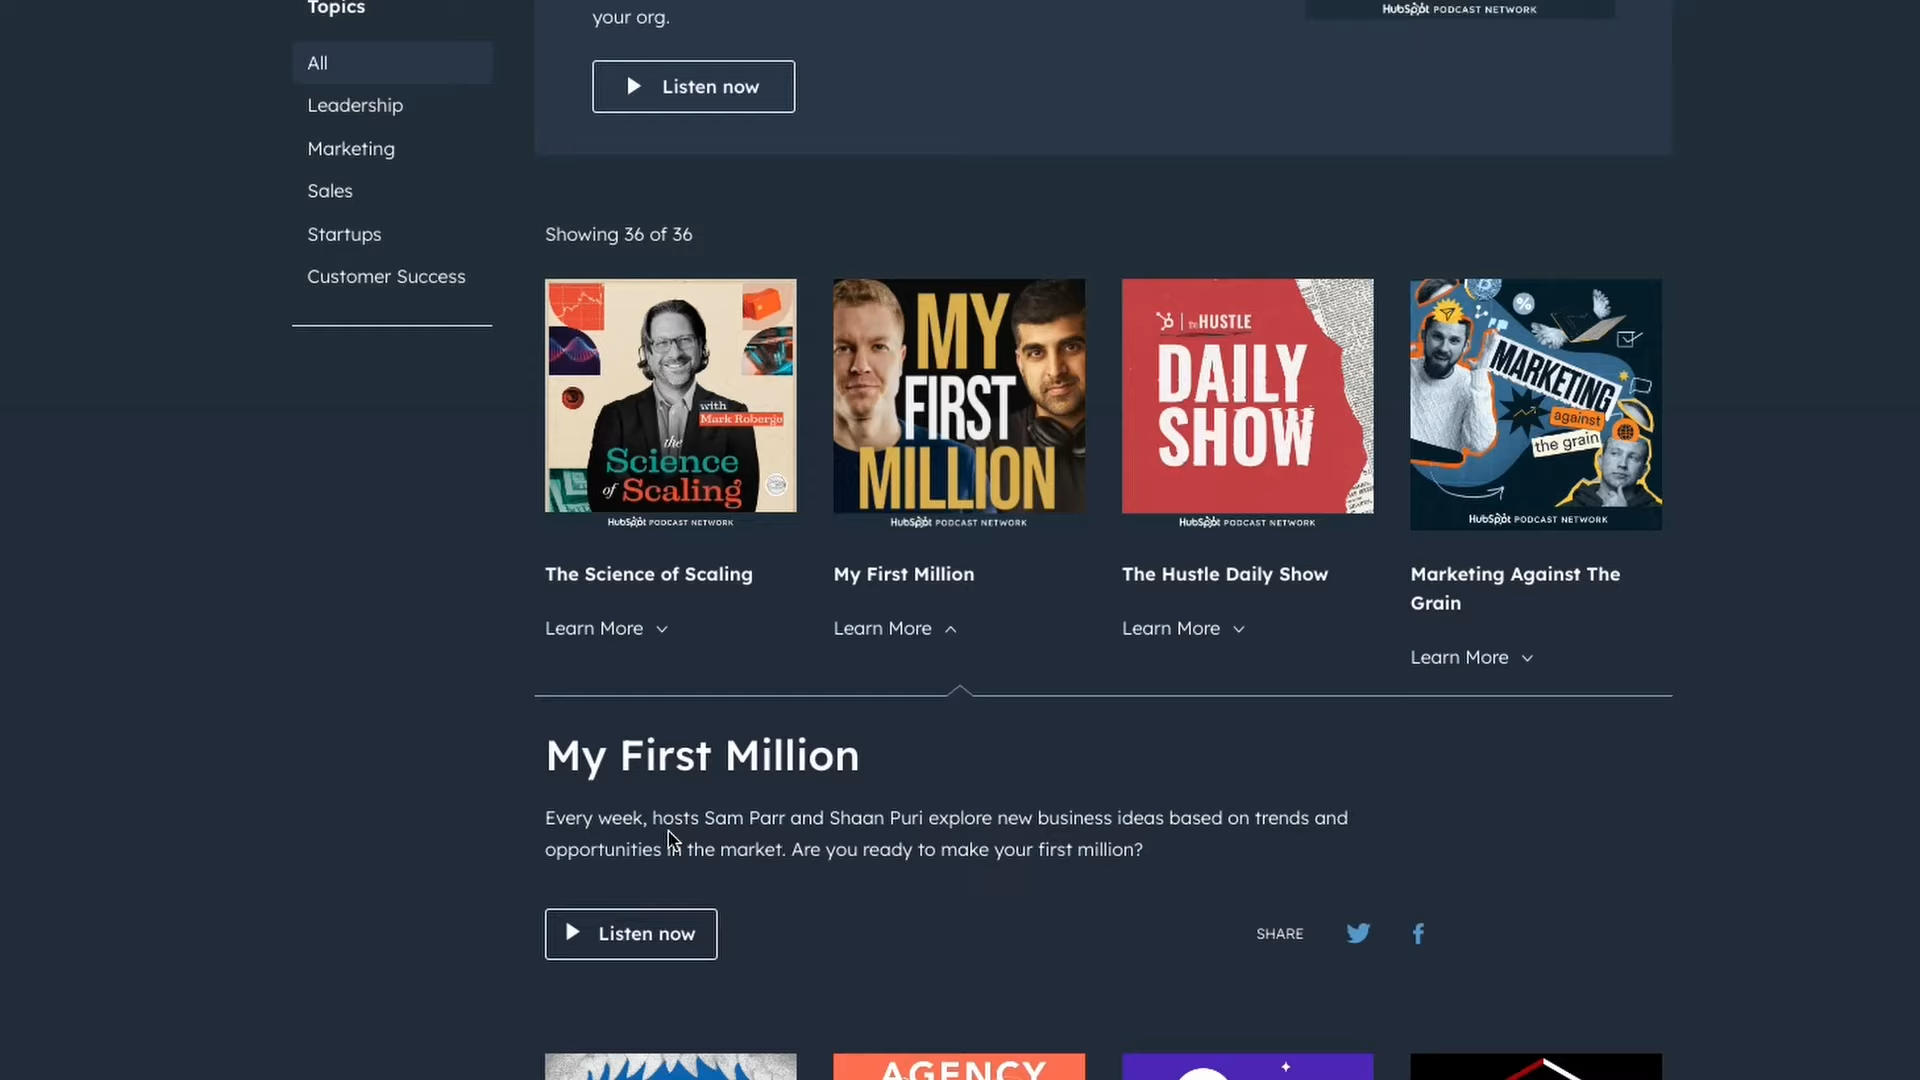 Topics
All
Leadership
Marketing
Sales
Startups
Customer Success
your org.
HubSpot PODCAST NETWORK
Listen now
Showing 36 of 36
with
Mark Roberge
the
Science
of Scaling
HubSpot PODCAST NETWORK
MY
FIRST
MILLION
HubSpot PODCAST NETWORK
The HUSTLE
DAILY
SHOW
HubSpot PODCAST NETWORK
%
MARKETING
against
the grain
HubSpot PODCAST NETWORK
The Science of Scaling
Learn More
My First Million
Learn More
The Hustle Daily Show
Learn More
Marketing Against The
Grain
Learn More
My First Million
Every week, hosts Sam Parr and Shaan Puri explore new business ideas based on trends and
opportunities in the market. Are you ready to make your first million?
Listen now
SHARE
AGENCY